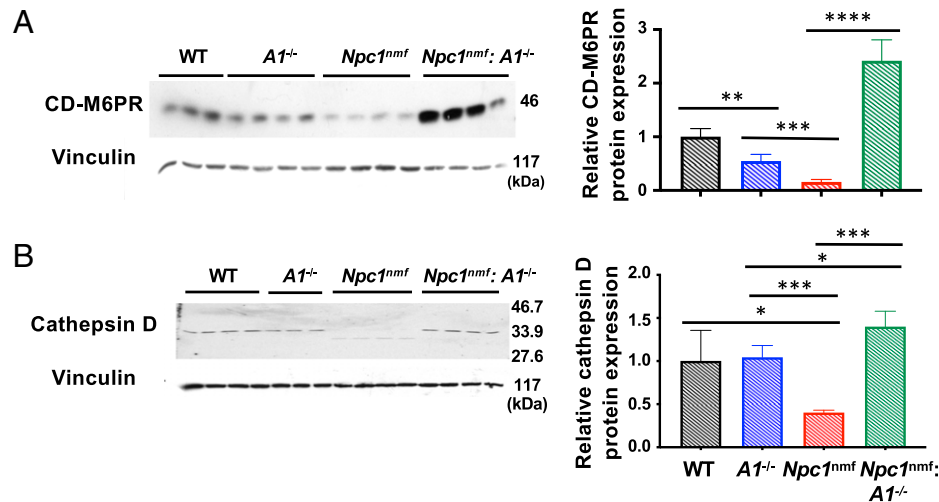 A
WT A1-/- Npc1nmf Npc1nmf: A1-/-
CD-M6PR
46
Vinculin
117
(kDa)
Relative CD-M6PR
protein expression
3
2
1
0
**
***
****
B
WT A1-/- Npc1nmf Npc1nmf: A1-/-
Cathepsin D
46.7
33.9
27.6
Vinculin
117
(kDa)
Relative cathepsin D
protein expression
2.0
1.5
1.0
0.5
0.0
***
*
***
*
WT A1-/- Npc1nmf Npc1nmf:
A1-/-